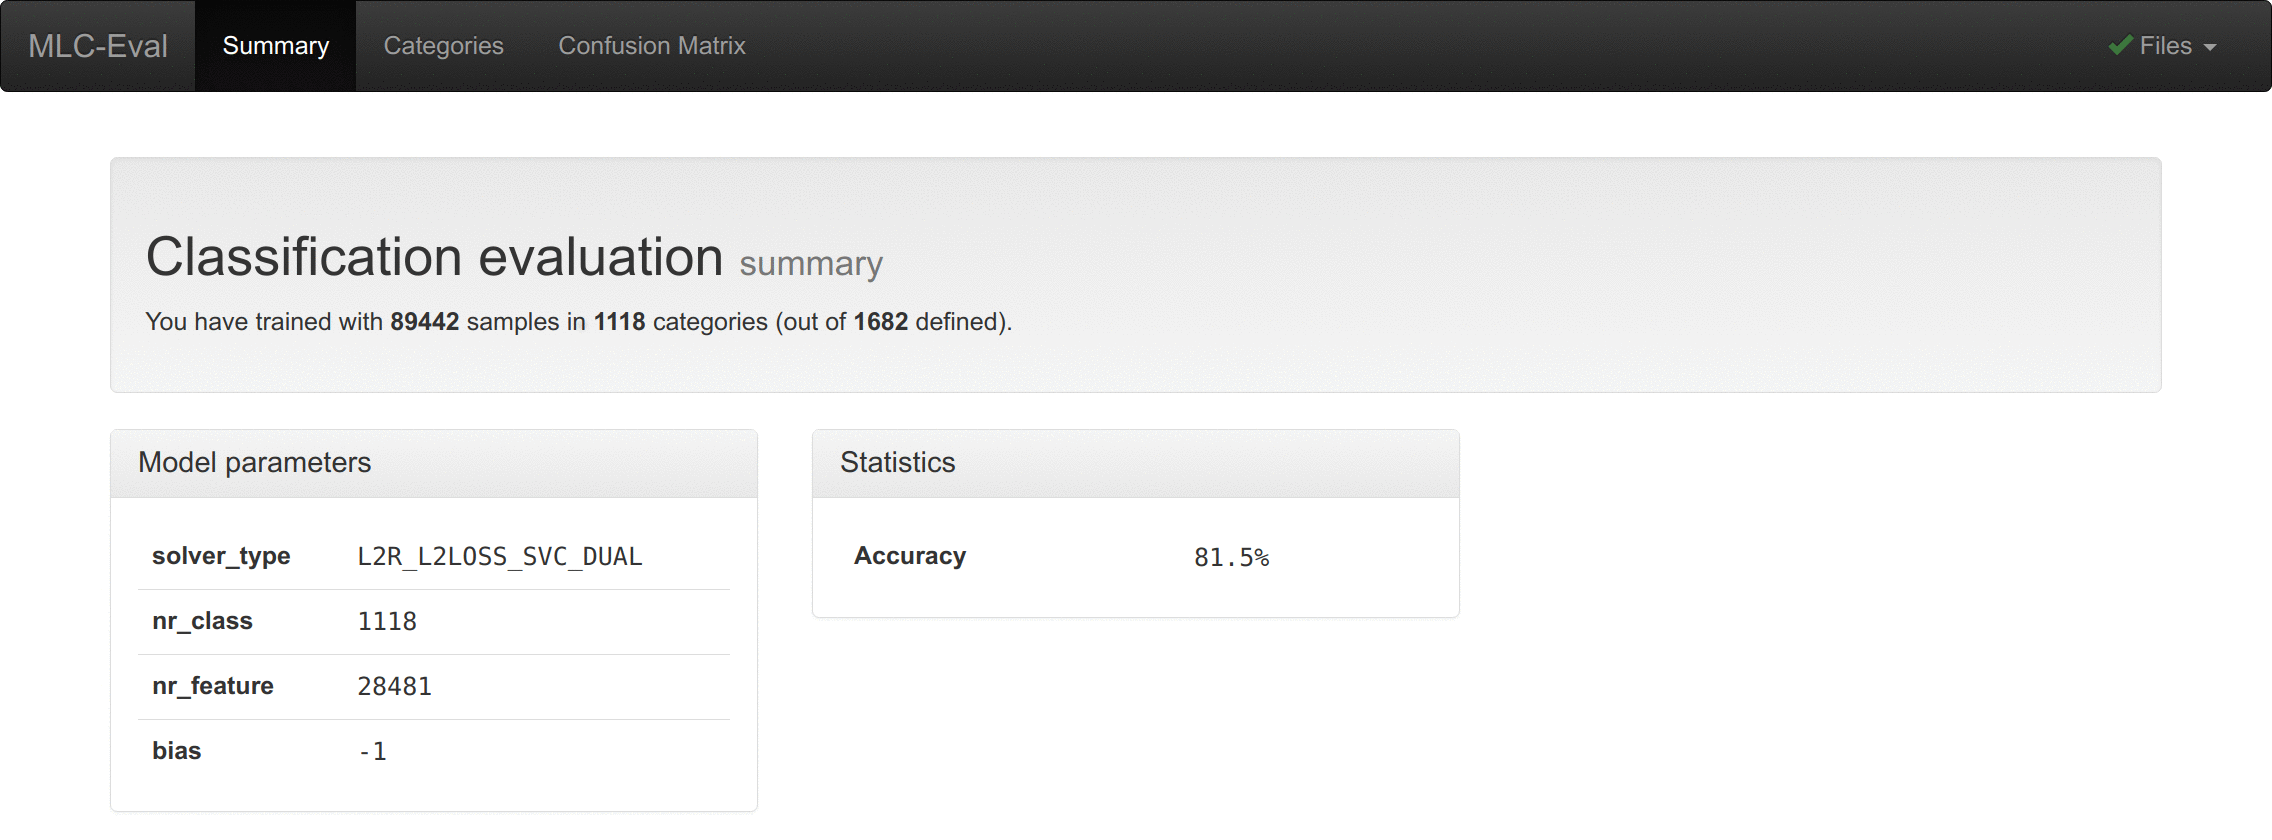 MLC-Eval Summary Categories Confusion Matrix Files
Classification evaluation summary
You have trained with 89442 samples in 1118 categories (out of 1682 defined).
Model parameters
solver_type L2R_L2LOSS_SVC_DUAL
nr_class 1118
nr_feature 28481
bias -1
Statistics
Accuracy 81.5%